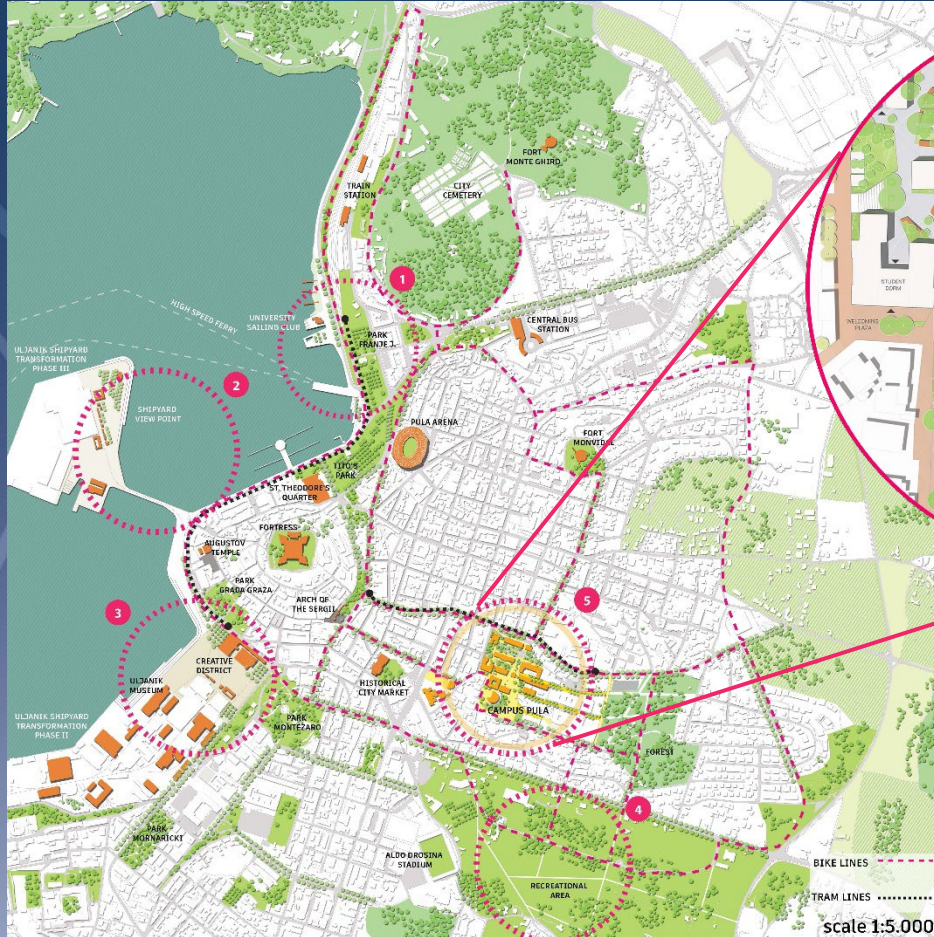 FORT
MONTE GHIRO
CITY
CEMETERY
TRAIN
STATION
1
HIGH SPEED FERRY
UNIVERSITY
SAILING CLUB
PARK
FRANJE J.
CENTRAL BUS
STATION
STUDENT
DORM
WELCOMING
PLAZA
ULJANIK SHIPYARD
TRANSFORMATION
PHASE III
2
SHIPYARD
VIEW POINT
PULA ARENA
FORT
TITO'S
PARK
ST. THEODORE'S
QUARTER
FORTRESS
AUGUSTOV
TEMPLE
PARK
GRADA GRAZA
ARCH OF
THE SERGII
3
5
CREATIVE
DISTRICT
ULJANIK
MUSEUM
HISTORICAL
CITY MARKET
CAMPUS PULA
PARK
MONTEZARO
ULJANIK SHIPYARD
TRANSFORMATION
PHASE II
FOREST
4
PARK
MORNARICKI
ALDO DROSINA
STADIUM
RECREATIONAL
AREA
BIKE LINES
TRAM LINES
scale 1:5.000